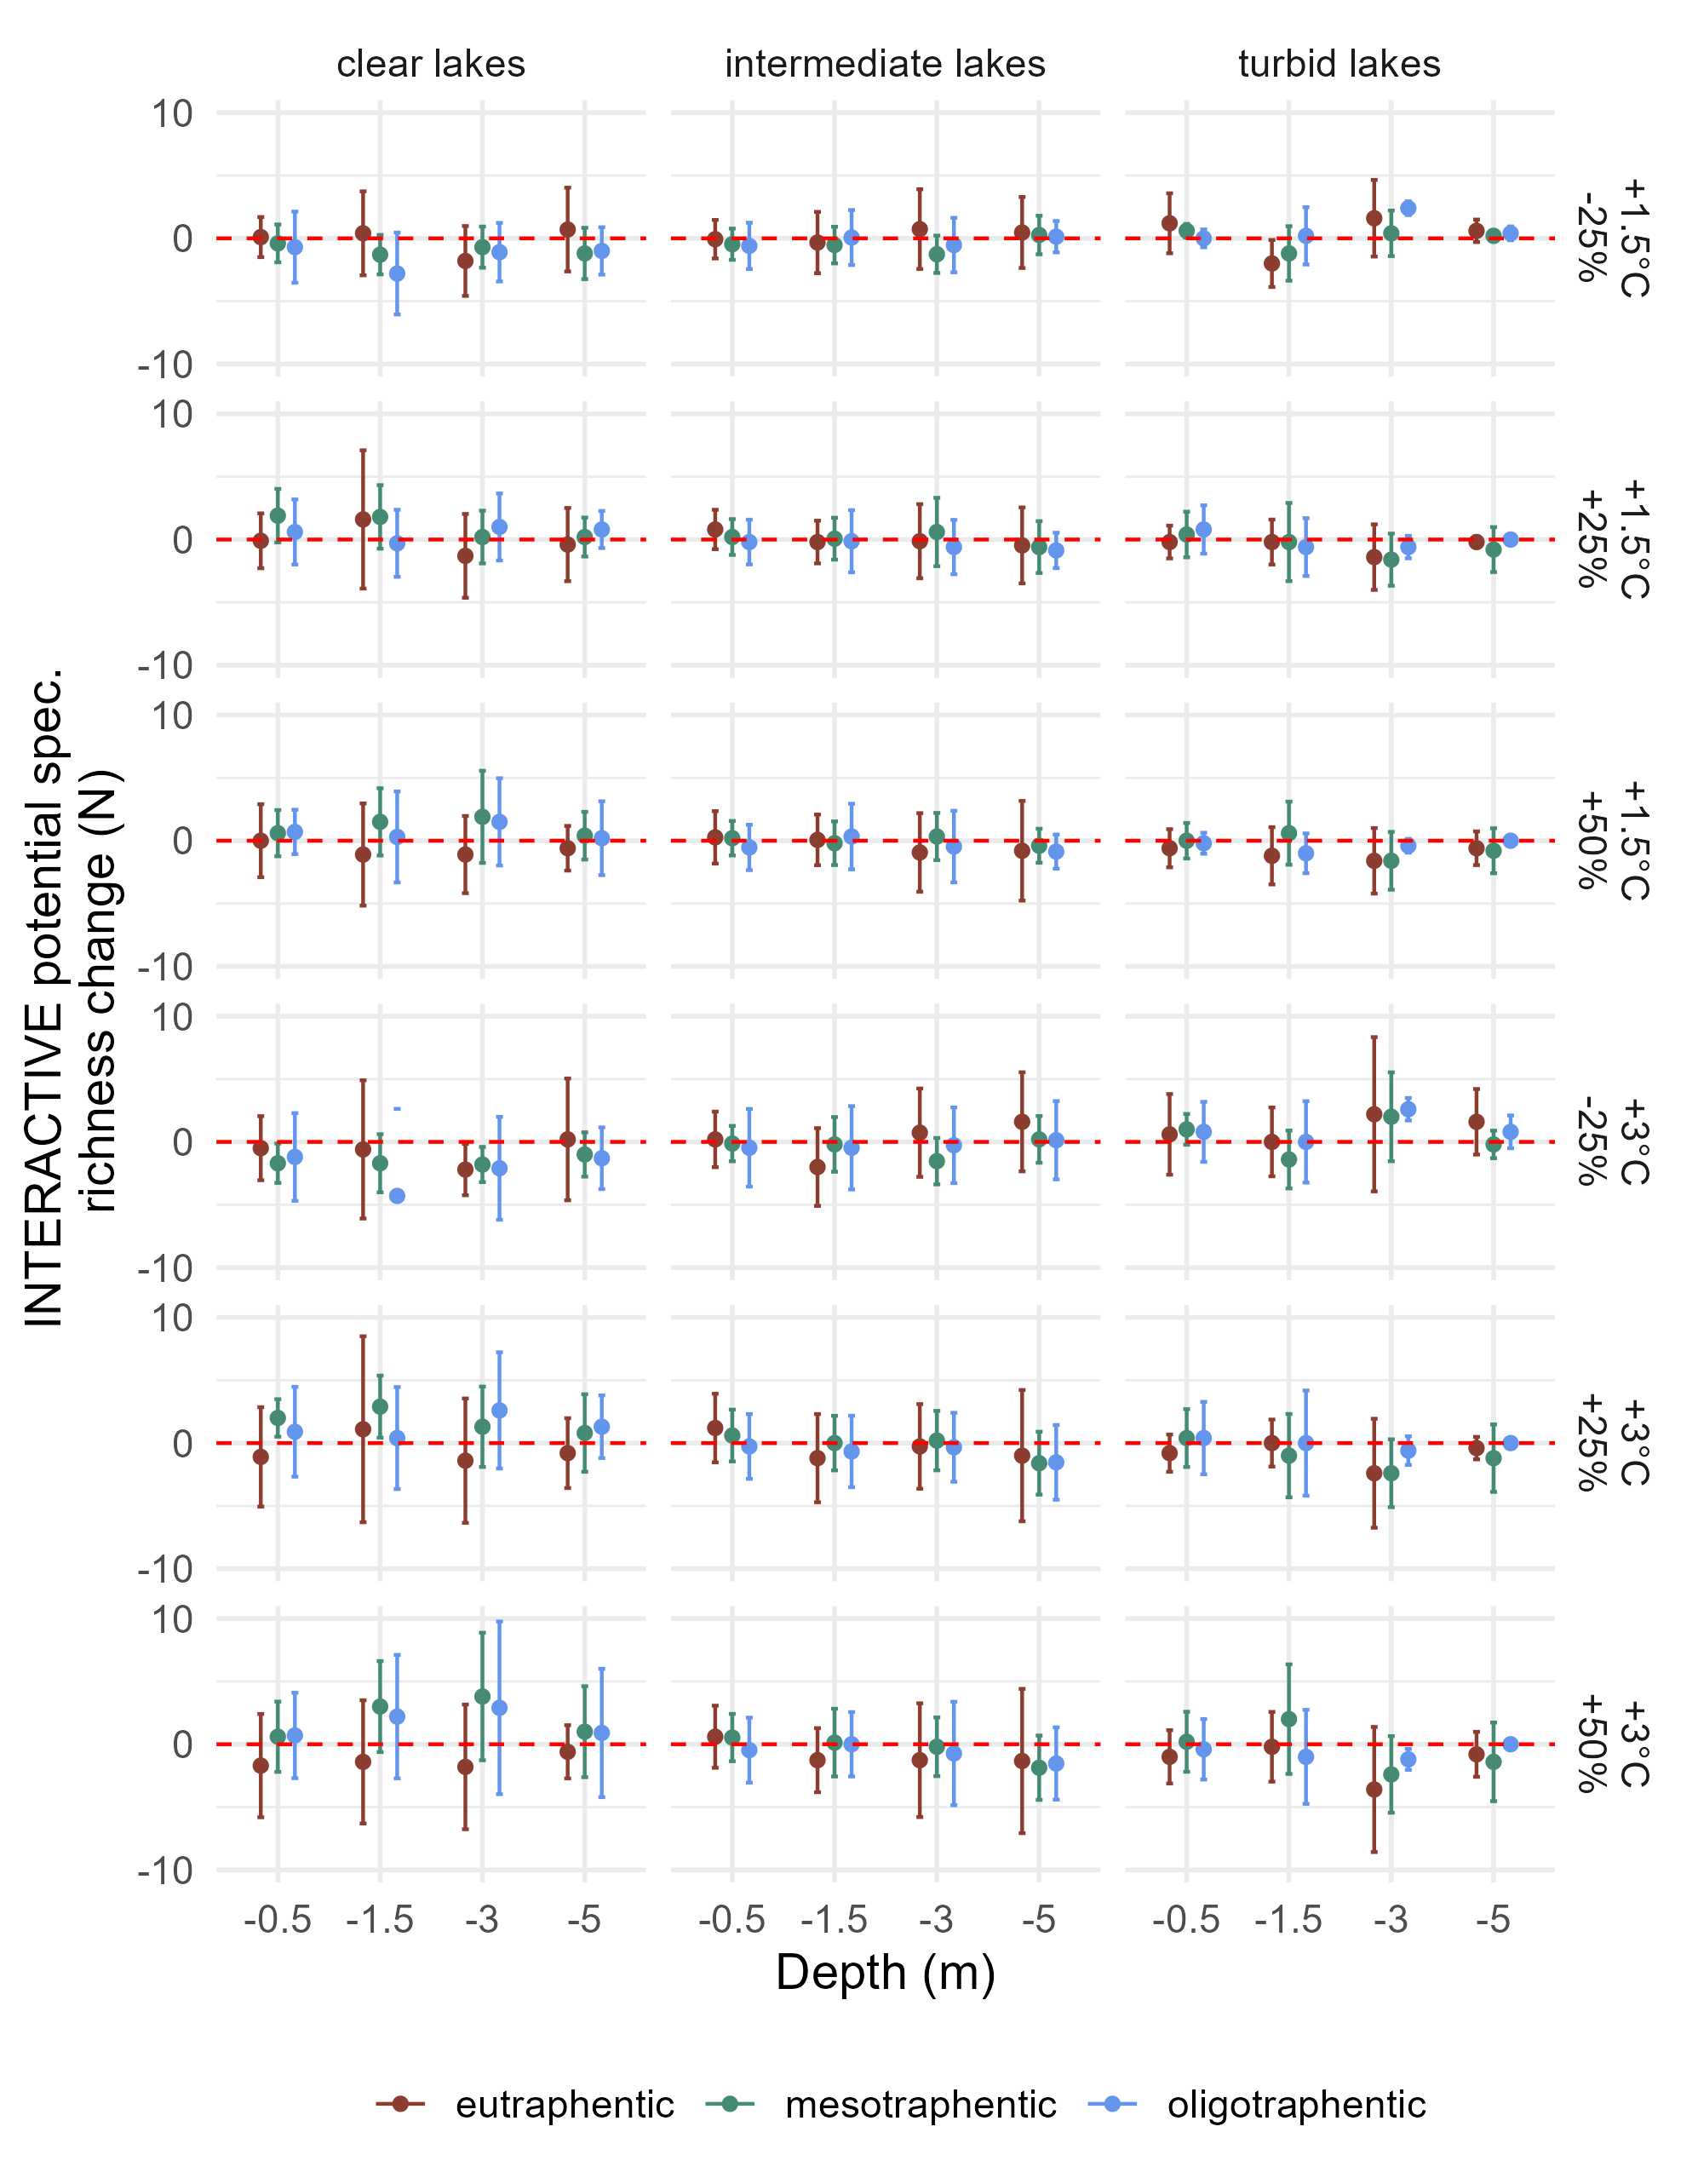 clear lakes intermediate lakes turbid lakes
10
0
-10
+1.5°C
-25%
10
0
-10
+1.5°C
+25%
10
0
-10
+1.5°C
+50%
10
0
-10
+3°C
-25%
10
0
-10
+3°C
+25%
10
0
-10
+3°C
+50%
INTERACTIVE potential spec.
richness change (N)
-0.5 -1.5 -3 -5 -0.5 -1.5 -3 -5 -0.5 -1.5 -3 -5
Depth (m)
eutraphentic mesotraphentic oligotraphentic